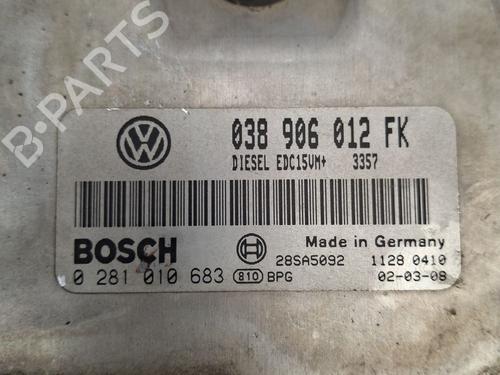 B-PARTS
VW
038 906 012 FK
DIESEL EDC15VM+ 3357
BOSCH
28SA5092
Made in Germany
1128 0410
0 281 010 683
810 BPG
02-03-08